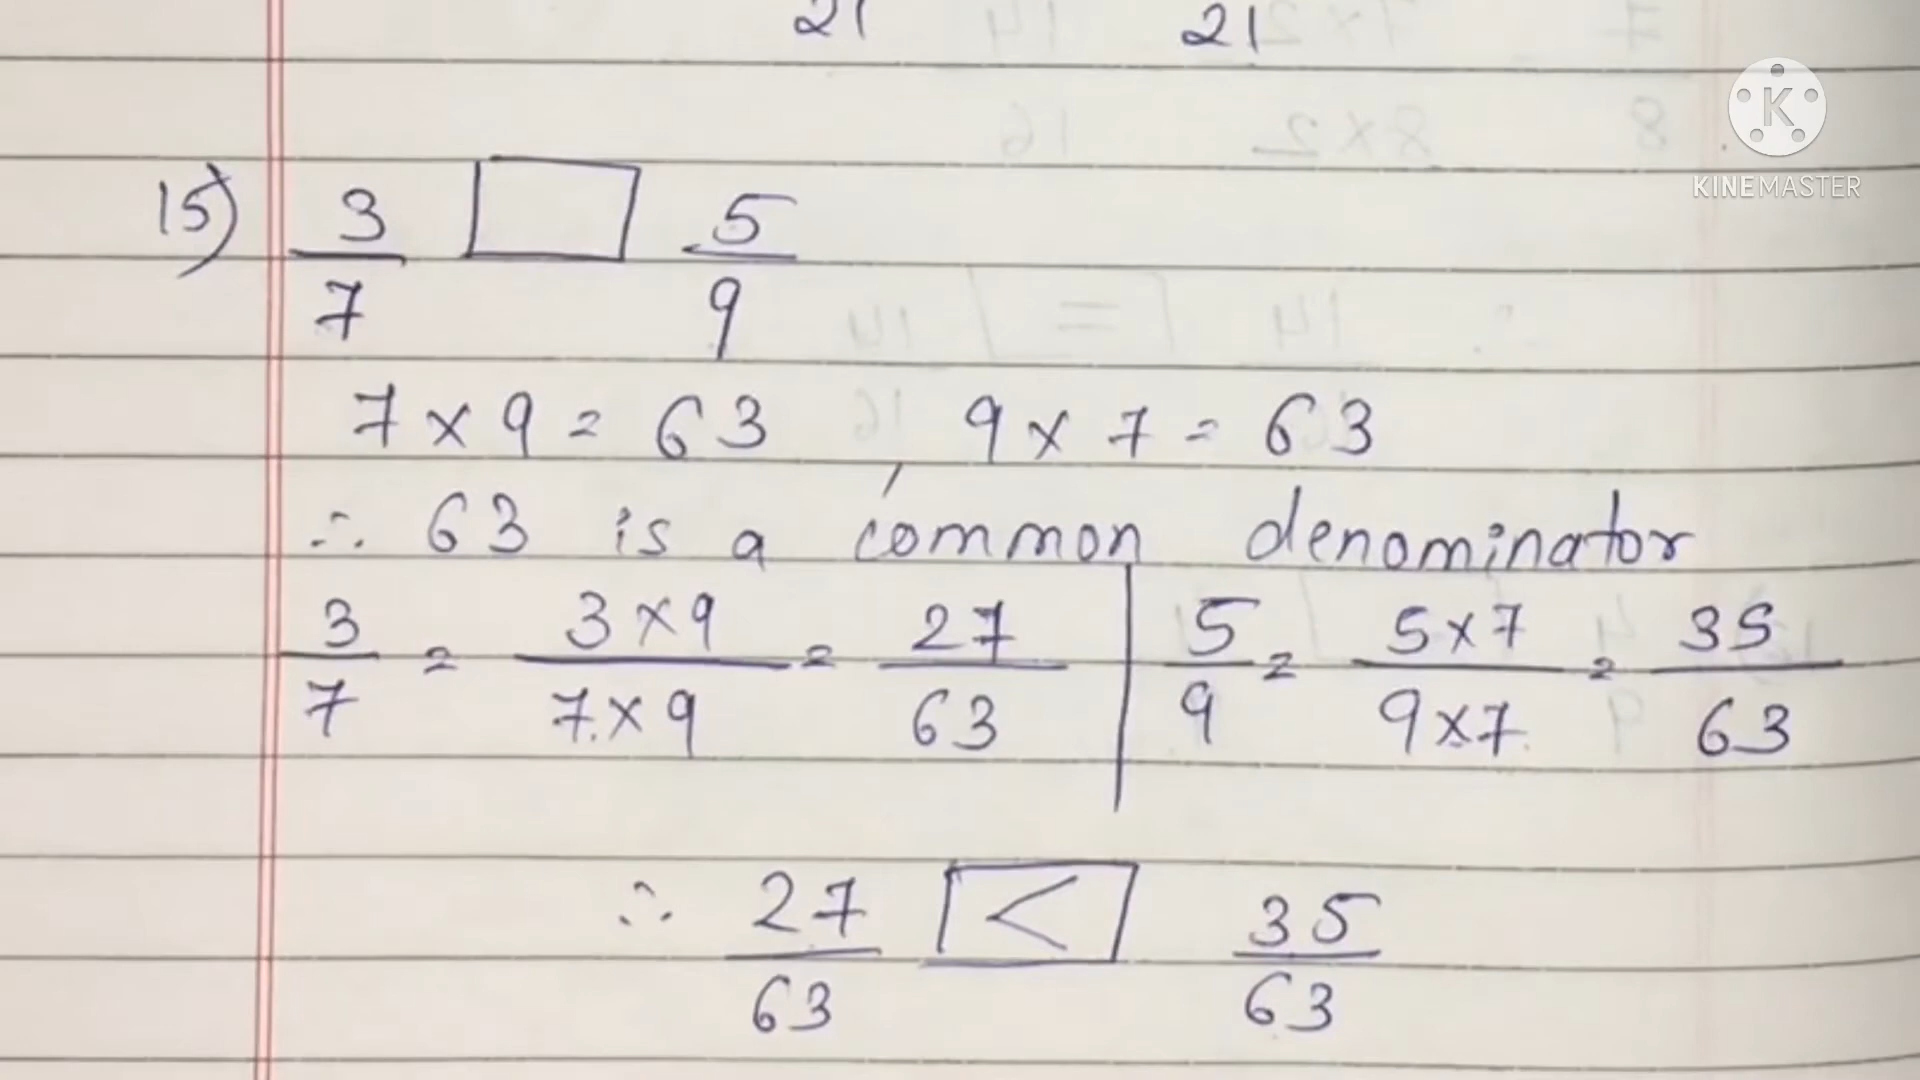 21 21
K
KINEMASTER
15) 3/7 □ 5/9
7 × 9 = 63 9 × 7 = 63
∴ 63 is a common denominator
3/7 = 3×9/7×9 = 27/63 | 5/9 = 5×7/9×7 = 35/63
∴ 27/63 < 35/63